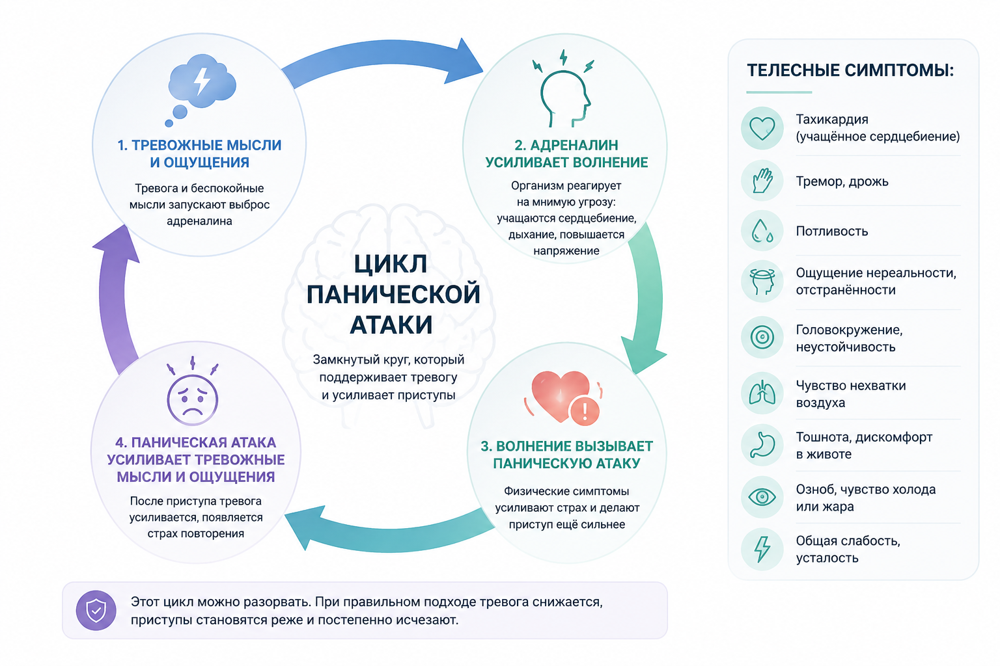 1. ТРЕВОЖНЫЕ МЫСЛИ
И ОЩУЩЕНИЯ
Тревога и беспокойные
мысли запускают выброс
адреналина
2. АДРЕНАЛИН
УСИЛИВАЕТ ВОЛНЕНИЕ
Организм реагирует
на мнимую угрозу:
учащаются сердцебиение,
дыхание, повышается
напряжение
ЦИКЛ
ПАНИЧЕСКОЙ
АТАКИ
Замкнутый круг, который
поддерживает тревогу
и усиливает приступы
3. ВОЛНЕНИЕ ВЫЗЫВАЕТ
ПАНИЧЕСКУЮ АТАКУ
Физические симптомы
усиливают страх и делают
приступ ещё сильнее
4. ПАНИЧЕСКАЯ АТАКА
УСИЛИВАЕТ ТРЕВОЖНЫЕ
МЫСЛИ И ОЩУЩЕНИЯ
После приступа тревога
усиливается, появляется
страх повторения
Этот цикл можно разорвать. При правильном подходе тревога снижается,
приступы становятся реже и постепенно исчезают.
ТЕЛЕСНЫЕ СИМПТОМЫ:
Тахикардия
(учащённое сердцебиение)
Тремор, дрожь
Потливость
Ощущение нереальности,
отстранённости
Головокружение,
неустойчивость
Чувство нехватки
воздуха
Тошнота, дискомфорт
в животе
Озноб, чувство холода
или жара
Общая слабость,
усталость